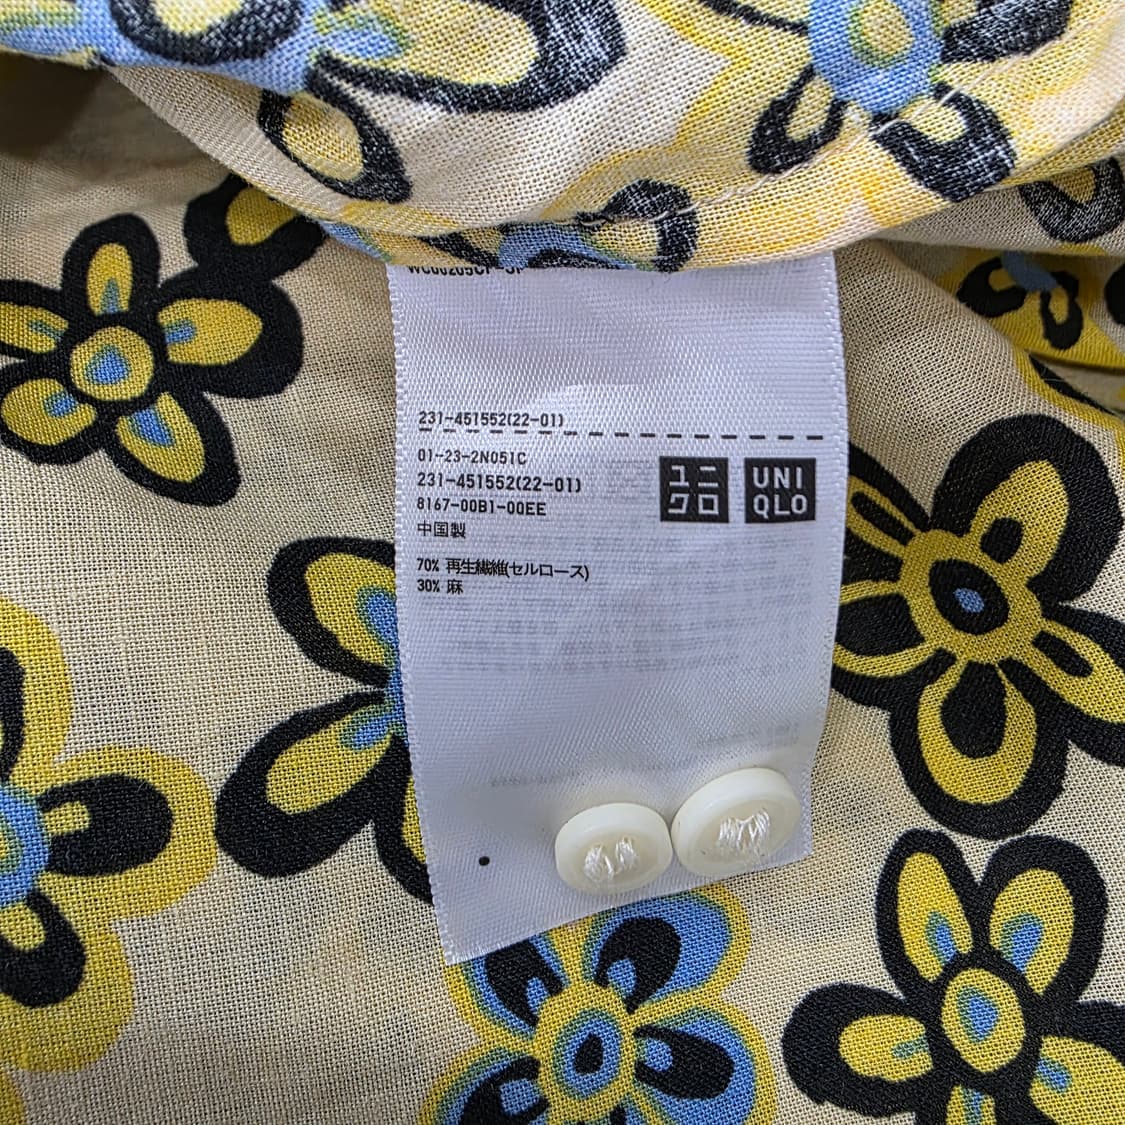 231-451552(22-01)
01-23-2N051C
231-451552(22-01)
8167-00B1-00EE
中国製
70% 再生繊維(セルロース)
30% 麻
ユニ
クロ
UNI
QLO